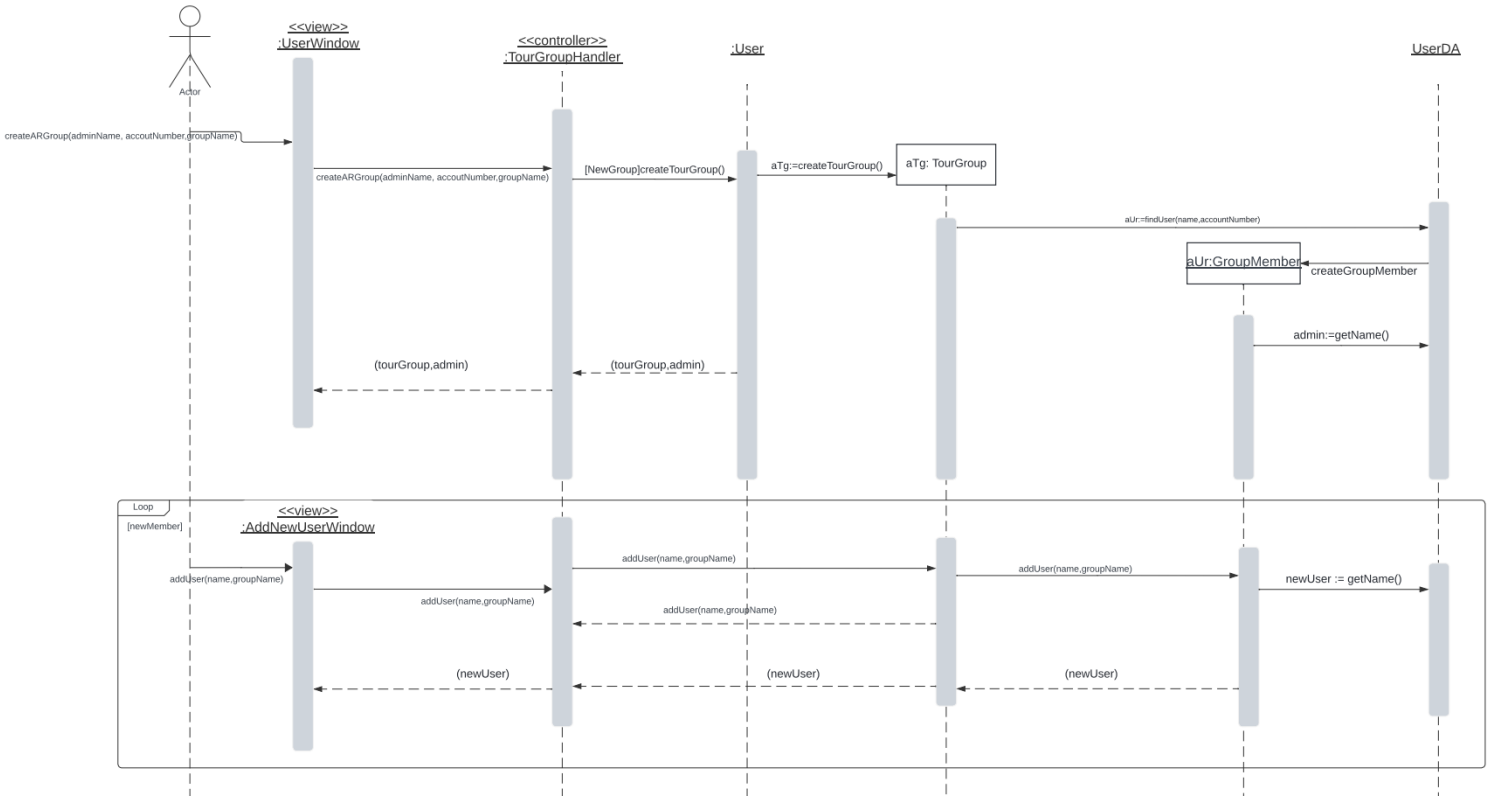 <<view>>
:UserWindow
<<controller>>
:TourGroupHandler
:User
UserDA
Actor
createARGroup(adminName, accoutNumber,groupName)
createARGroup(adminName, accoutNumber,groupName)
[NewGroup]createTourGroup()
aTg:=createTourGroup()
aTg: TourGroup
aUr:=findUser(name,accountNumber)
aUr:GroupMember
createGroupMember
admin:=getName()
(tourGroup,admin)
(tourGroup,admin)
Loop
[newMember]
<<view>>
:AddNewUserWindow
addUser(name,groupName)
addUser(name,groupName)
addUser(name,groupName)
addUser(name,groupName)
newUser := getName()
addUser(name,groupName)
(newUser)
(newUser)
(newUser)